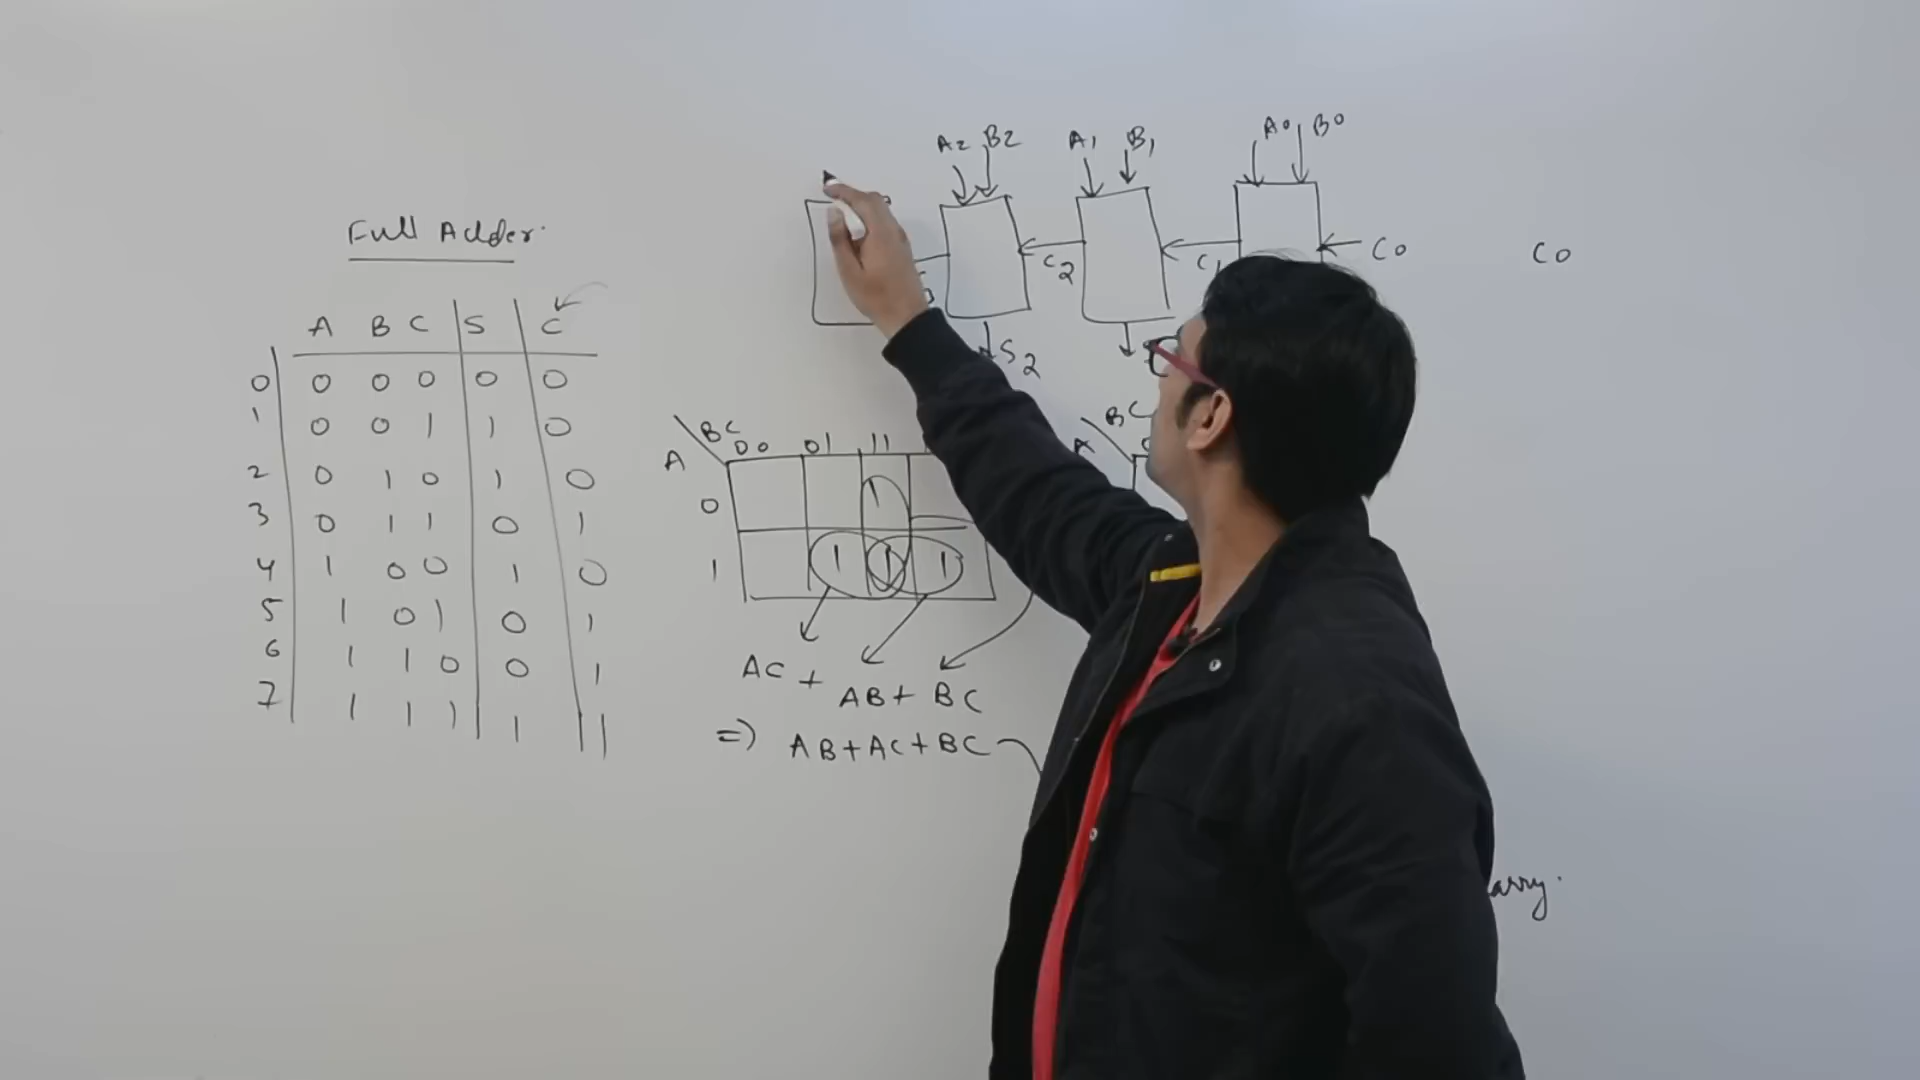 Full Adder.
A B C S C
0 0 0 0 0 0
1 0 0 1 1 0
2 0 1 0 1 0
3 0 1 1 0 1
4 1 0 0 1 0
5 1 0 1 0 1
6 1 1 0 0 1
7 1 1 1 1 1
A2 B2 A1 B1 A0 B0
C2 C1 C0 C0
S2
BC
A 00 01 11
0 1
1 1 1 1
AC + AB + BC
=> AB + AC + BC
BC
A